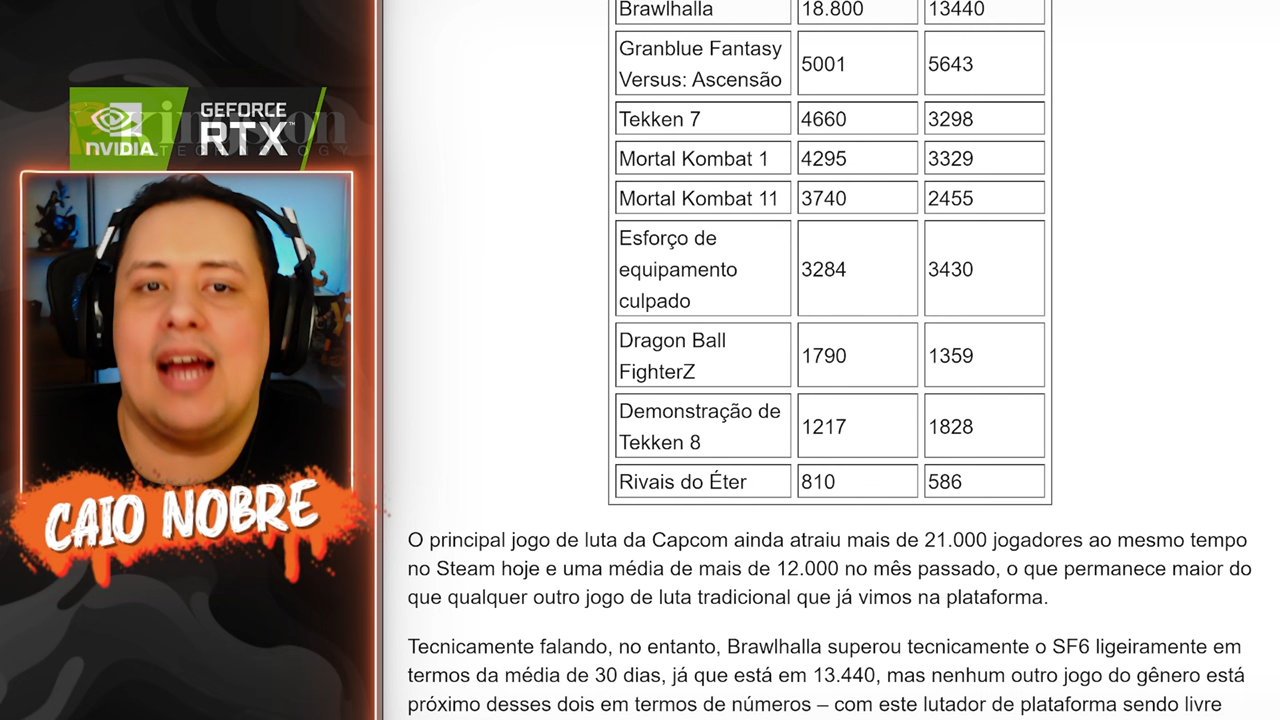 NVIDIA.
GEFORCE
RTX
kingston
TECHNOLOGY
CAIO NOBRE
Brawlhalla 18.800 13440
Granblue Fantasy
Versus: Ascensão 5001 5643
Tekken 7 4660 3298
Mortal Kombat 1 4295 3329
Mortal Kombat 11 3740 2455
Esforço de
equipamento 3284 3430
culpado
Dragon Ball
FighterZ 1790 1359
Demonstração de
Tekken 8 1217 1828
Rivais do Éter 810 586
O principal jogo de luta da Capcom ainda atraiu mais de 21.000 jogadores ao mesmo tempo
no Steam hoje e uma média de mais de 12.000 no mês passado, o que permanece maior do
que qualquer outro jogo de luta tradicional que já vimos na plataforma.
Tecnicamente falando, no entanto, Brawlhalla superou tecnicamente o SF6 ligeiramente em
termos da média de 30 dias, já que está em 13.440, mas nenhum outro jogo do gênero está
próximo desses dois em termos de números – com este lutador de plataforma sendo livre